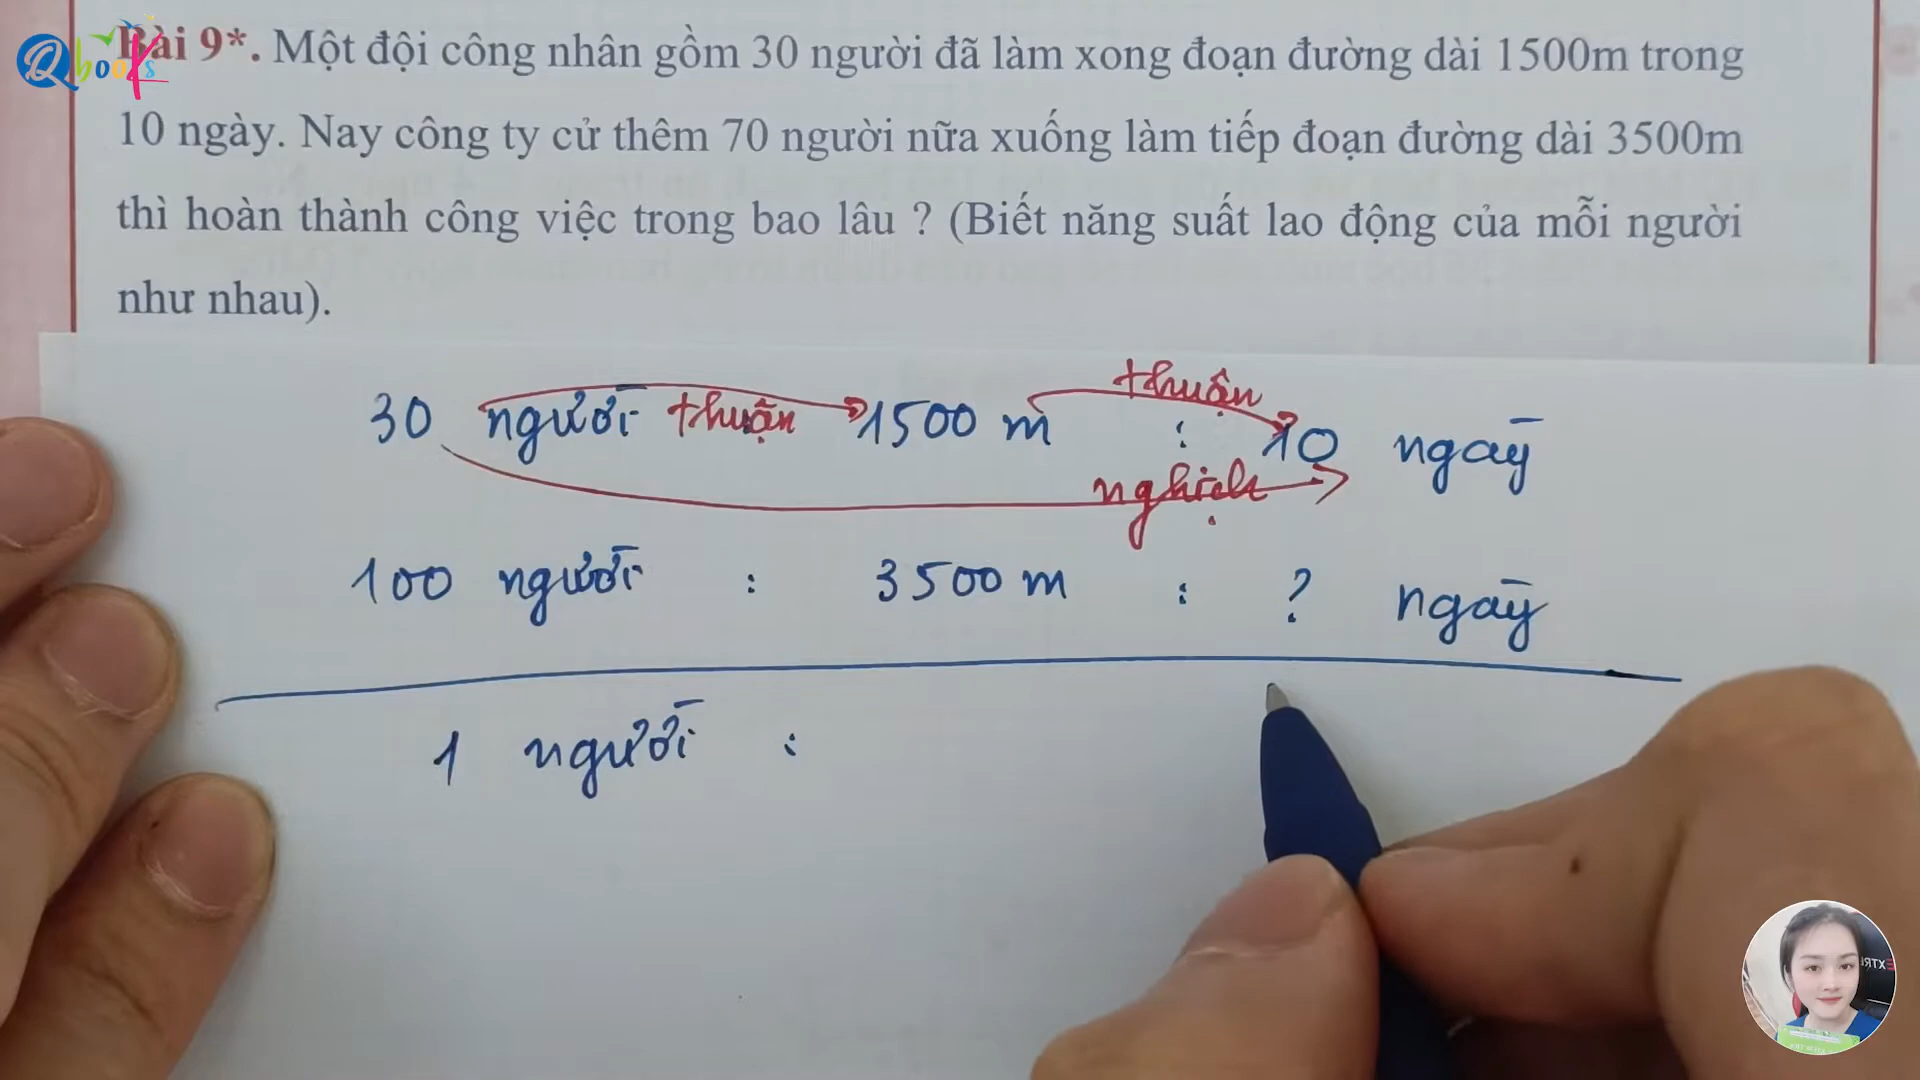 Qbooks
Bài 9*. Một đội công nhân gồm 30 người đã làm xong đoạn đường dài 1500m trong
10 ngày. Nay công ty cử thêm 70 người nữa xuống làm tiếp đoạn đường dài 3500m
thì hoàn thành công việc trong bao lâu ? (Biết năng suất lao động của mỗi người
như nhau).
thuận
30 người thuận 1500 m : 10 ngày
nghịch
100 người : 3500 m : ? ngày
1 người :